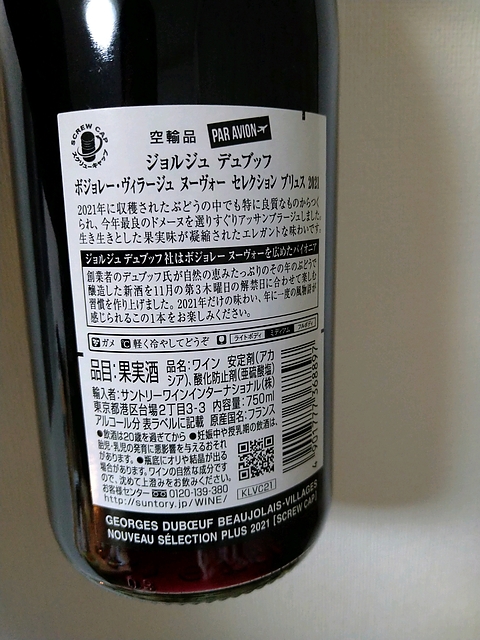 SCREW CAP
スクリューキャップ
空輸品 PAR AVION
ジョルジュ デュブッフ
ボジョレー・ヴィラージュ ヌーヴォー セレクション プリュス 2021
2021年に収穫されたぶどうの中でも特に良質なものからつく
られ、今年最良のドメーヌを選りすぐりアッサンブラージュしました。
生き生きとした果実味が凝縮されたエレガントな味わいです。
ジョルジュ デュブッフ社はボジョレー ヌーヴォーを広めたパイオニア
創業者のデュブッフ氏が自然の恵みたっぷりのその年のぶどうで
醸造した新酒を11月の第3木曜日の解禁日に合わせて楽しむ
習慣を作り上げました。2021年だけの味わい、年に一度の風物詩が
感じられるこの1本をお楽しみください。
軽く冷やしてどうぞ ライトボディ ミディアム フルボディ
品目:果実酒 品名:ワイン 安定剤(アカ
シア)、酸化防止剤(亜硫酸塩)
輸入者:サントリーワインインターナショナル(株)
東京都港区台場2丁目3-3 内容量:750ml
アルコール分 表ラベルに記載 原産国名:フランス
●飲酒は20歳を過ぎてから ●妊娠中や授乳期の飲酒は、
胎児・乳児の発育に悪影響を与えるおそれ
があります。●瓶底にオリや結晶が出る
場合がありますが、ワインの自然な成分です
ので、沈めて上澄みをお飲みください。
お客様センター 0120-139-380
http://suntory.jp/WINE/
KLVC21
4 901777 368897
GEORGES DUBŒUF BEAUJOLAIS-VILLAGES
NOUVEAU SÉLECTION PLUS 2021 [SCREW CAP]